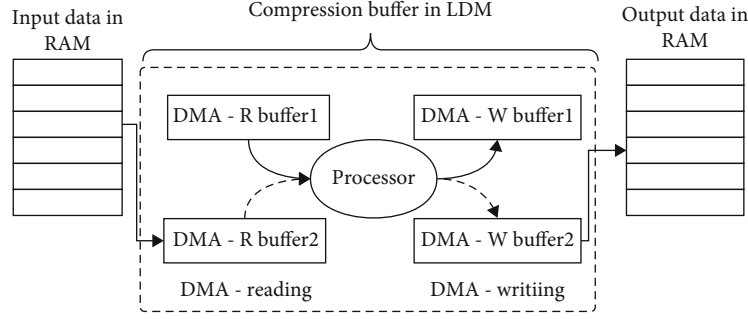 Input data in
RAM
Compression buffer in LDM
Output data in
RAM
DMA - R buffer1
DMA - W buffer1
Processor
DMA - R buffer2
DMA - W buffer2
DMA - reading
DMA - writiing